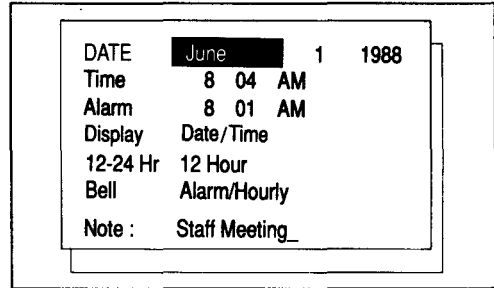 DATE June 1 1988
Time 8 04 AM
Alarm 8 01 AM
Display Date/Time
12-24 Hr 12 Hour
Bell Alarm/Hourly
Note : Staff Meeting_